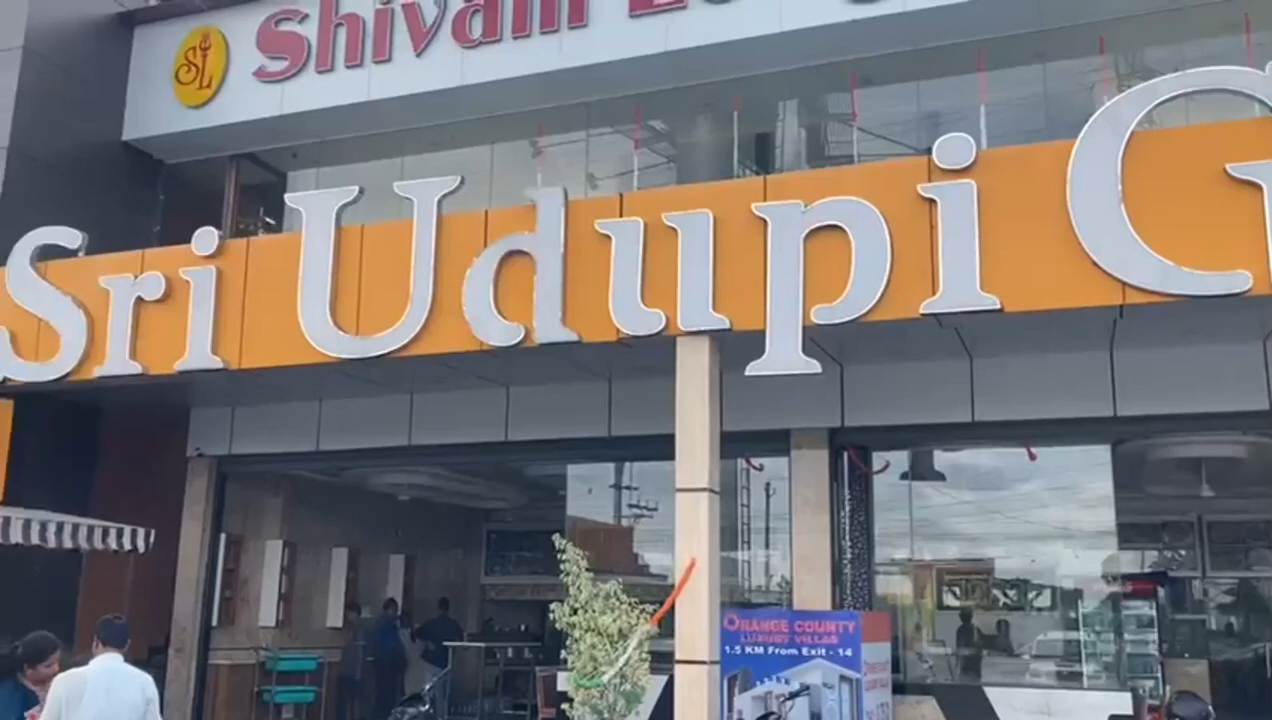 SL
Shivam
Sri Udupi
ORANGE COUNTY
LUXURY VILLAS
1.5 KM From Exit - 14